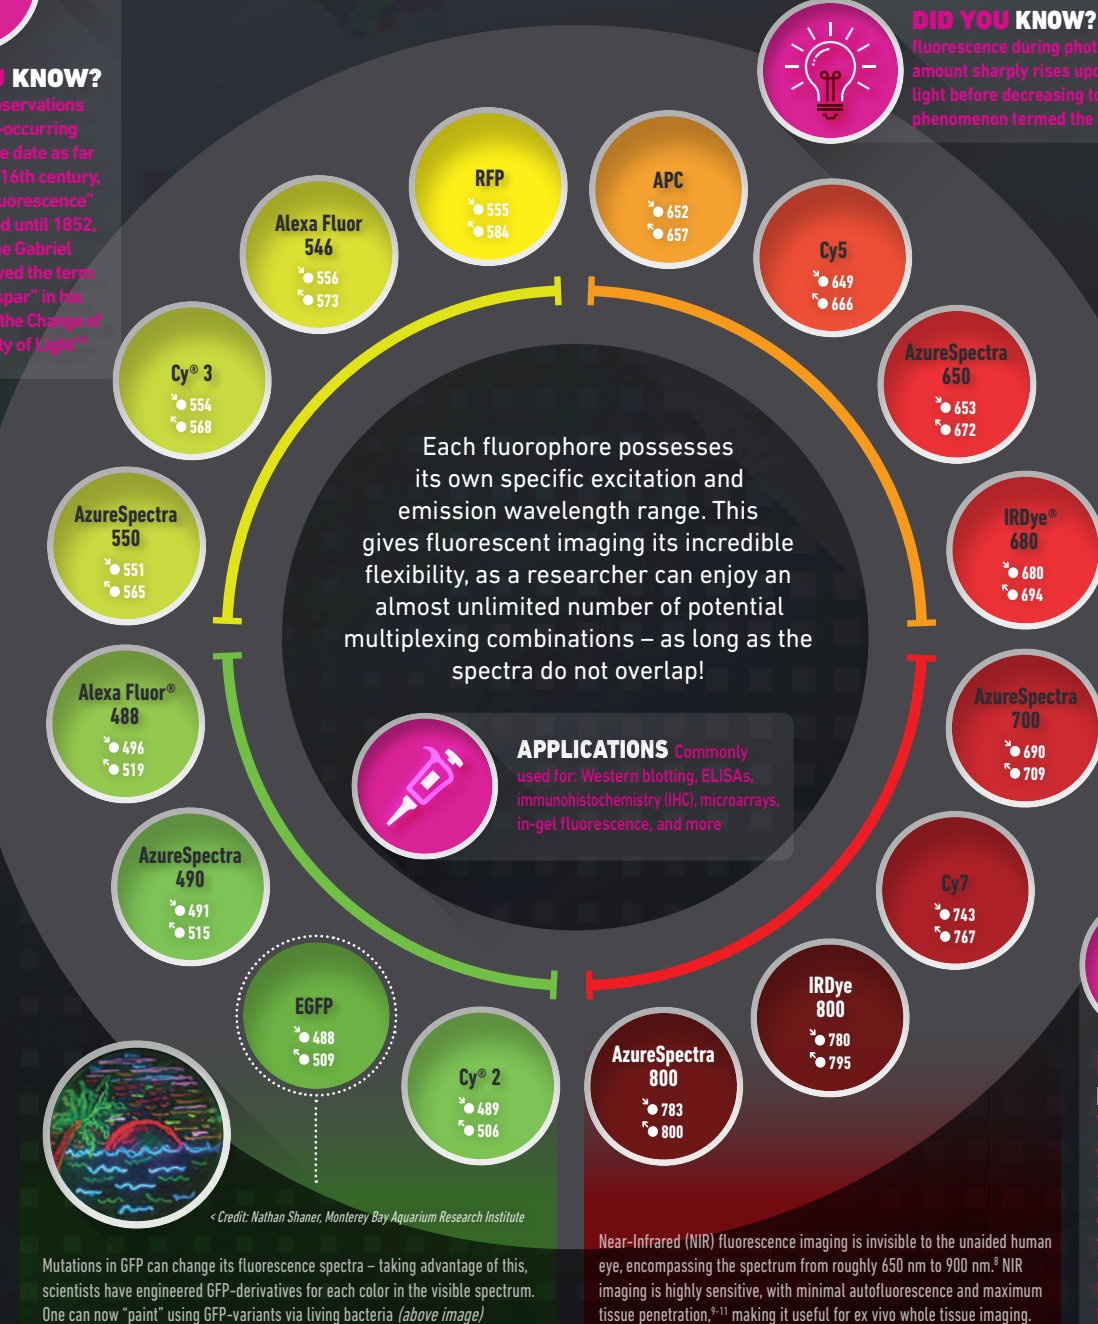 DID YOU KNOW?
fluorescence during
amount sharply rises
light before decreasing
phenomenon termed the
KNOW?
occurring
date as far
16th century,
until 1852,
Gabriel
the term
spar" in his
the Change of
of Light"
RFP
555
584
APC
652
657
Alexa Fluor
546
556
573
Cy5
649
666
Cy® 3
554
568
AzureSpectra
650
653
672
AzureSpectra
550
551
565
IRDye®
680
680
694
Each fluorophore possesses
its own specific excitation and
emission wavelength range. This
gives fluorescent imaging its incredible
flexibility, as a researcher can enjoy an
almost unlimited number of potential
multiplexing combinations – as long as the
spectra do not overlap!
Alexa Fluor®
488
496
519
AzureSpectra
700
690
709
APPLICATIONS Commonly
used for: Western blotting, ELISAs,
immunohistochemistry (IHC), microarrays,
in-gel fluorescence, and more
AzureSpectra
490
491
515
Cy7
743
767
EGFP
488
509
IRDye
800
780
795
Cy® 2
489
506
AzureSpectra
800
783
800
< Credit: Nathan Shaner, Monterey Bay Aquarium Research Institute
Mutations in GFP can change its fluorescence spectra – taking advantage of this,
scientists have engineered GFP-derivatives for each color in the visible spectrum.
One can now "paint" using GFP-variants via living bacteria (above image)
Near-Infrared (NIR) fluorescence imaging is invisible to the unaided human
eye, encompassing the spectrum from roughly 650 nm to 900 nm.⁸ NIR
imaging is highly sensitive, with minimal autofluorescence and maximum
tissue penetration,⁹⁻¹¹ making it useful for ex vivo whole tissue imaging.